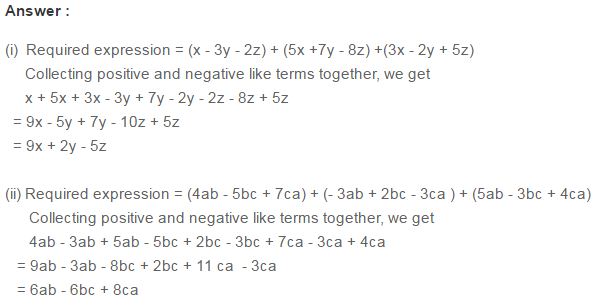 Answer :
(i) Required expression = (x - 3y - 2z) + (5x +7y - 8z) +(3x - 2y + 5z)
Collecting positive and negative like terms together, we get
x + 5x + 3x - 3y + 7y - 2y - 2z - 8z + 5z
= 9x - 5y + 7y - 10z + 5z
= 9x + 2y - 5z
(ii) Required expression = (4ab - 5bc + 7ca) + (- 3ab + 2bc - 3ca ) + (5ab - 3bc + 4ca)
Collecting positive and negative like terms together, we get
4ab - 3ab + 5ab - 5bc + 2bc - 3bc + 7ca - 3ca + 4ca
= 9ab - 3ab - 8bc + 2bc + 11 ca - 3ca
= 6ab - 6bc + 8ca